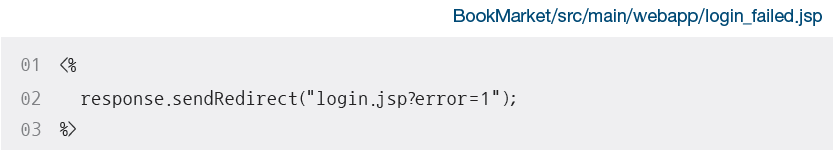 BookMarket/src/main/webapp/login_failed.jsp
01 <%
02 response.sendRedirect("login.jsp?error=1");
03 %>